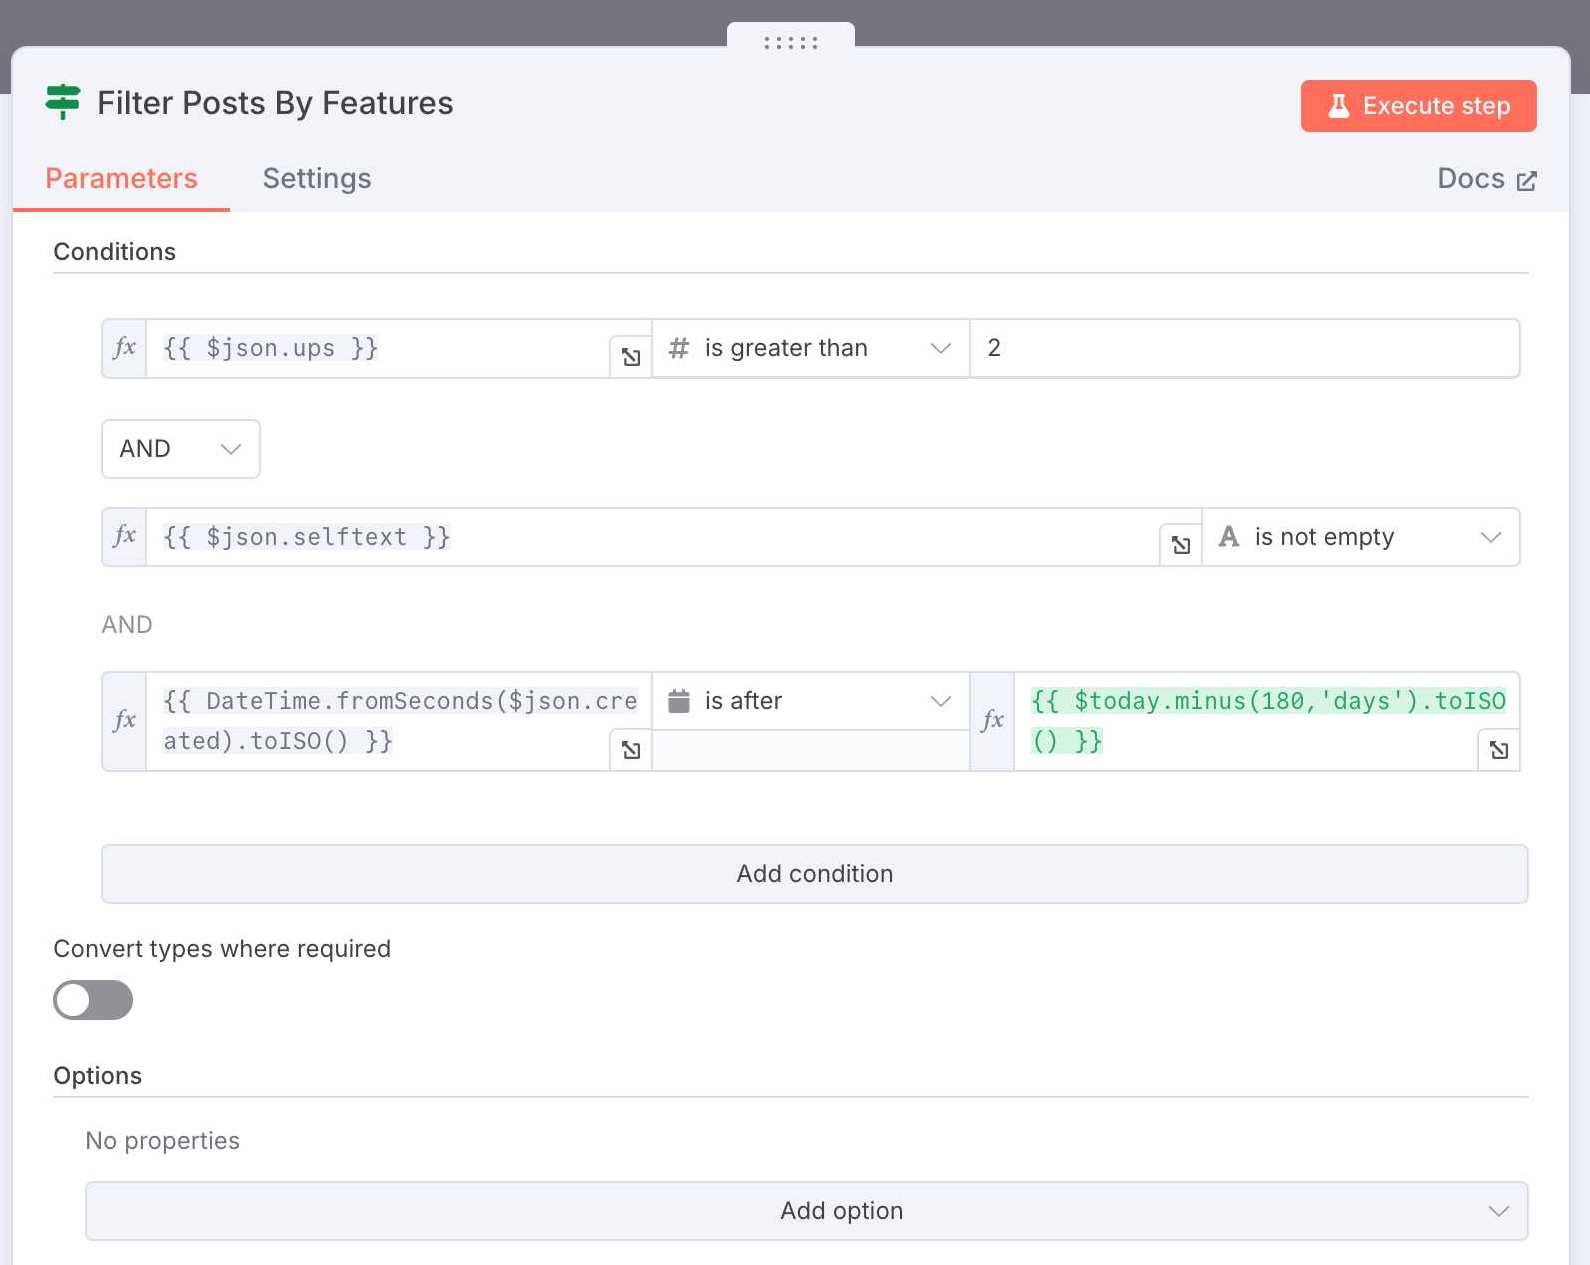 Filter Posts By Features
Execute step
Parameters
Settings
Docs
Conditions
fx
{{ $json.ups }}
# is greater than
2
AND
fx
{{ $json.selftext }}
A is not empty
AND
fx
{{ DateTime.fromSeconds($json.cre
ated).toISO() }}
is after
fx
{{ $today.minus(180,'days').toISO
() }}
Add condition
Convert types where required
Options
No properties
Add option